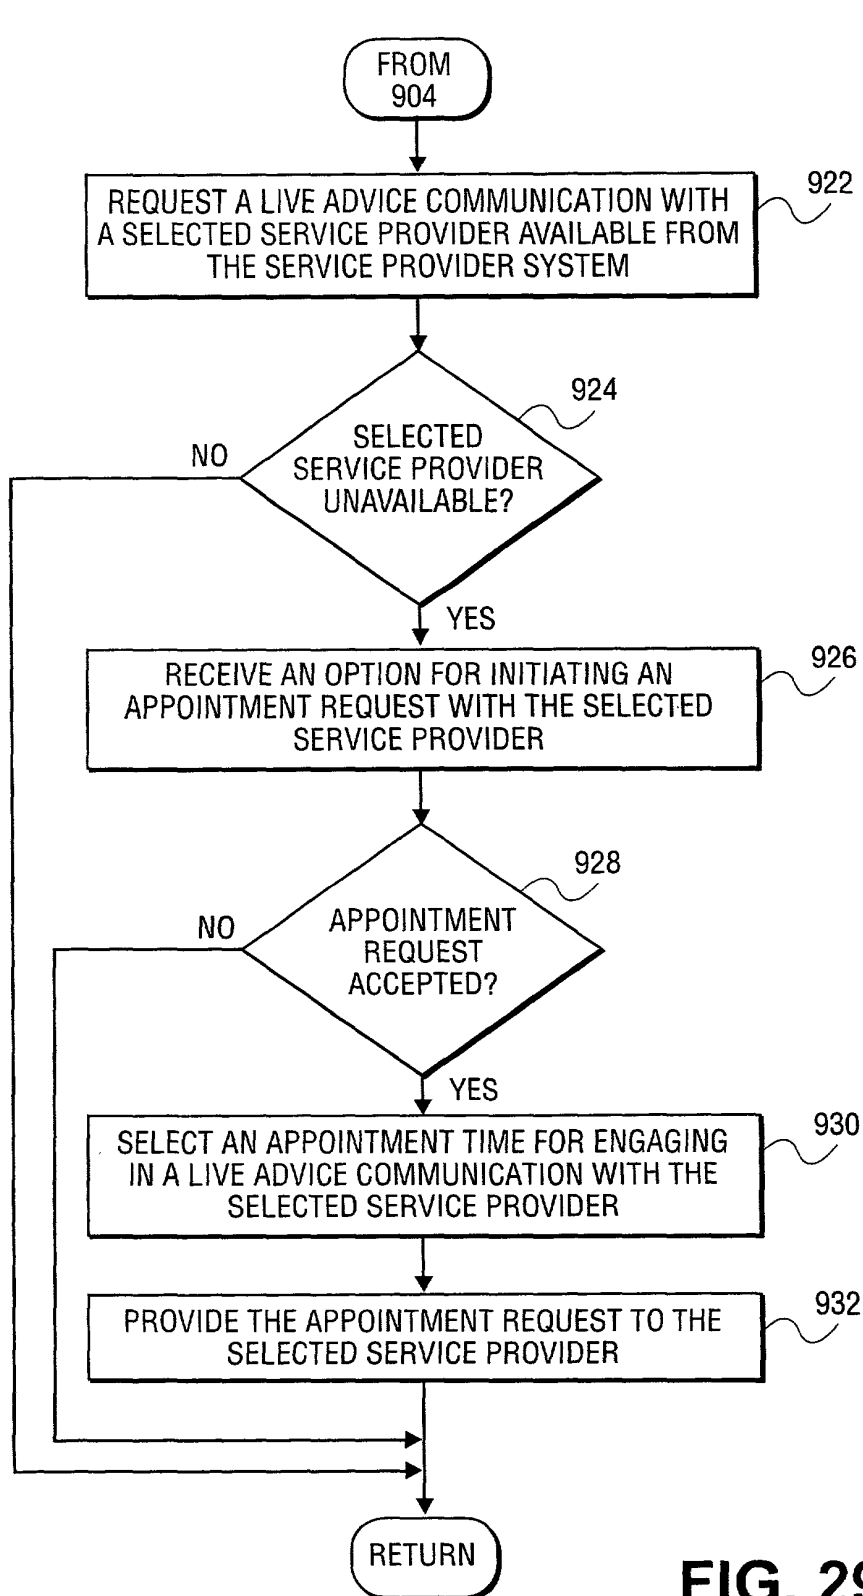 FROM
904
922
REQUEST A LIVE ADVICE COMMUNICATION WITH
A SELECTED SERVICE PROVIDER AVAILABLE FROM
THE SERVICE PROVIDER SYSTEM
924
SELECTED
SERVICE PROVIDER
UNAVAILABLE?
NO
YES
926
RECEIVE AN OPTION FOR INITIATING AN
APPOINTMENT REQUEST WITH THE SELECTED
SERVICE PROVIDER
928
APPOINTMENT
REQUEST
ACCEPTED?
NO
YES
930
SELECT AN APPOINTMENT TIME FOR ENGAGING
IN A LIVE ADVICE COMMUNICATION WITH THE
SELECTED SERVICE PROVIDER
932
PROVIDE THE APPOINTMENT REQUEST TO THE
SELECTED SERVICE PROVIDER
RETURN
FIG. 29